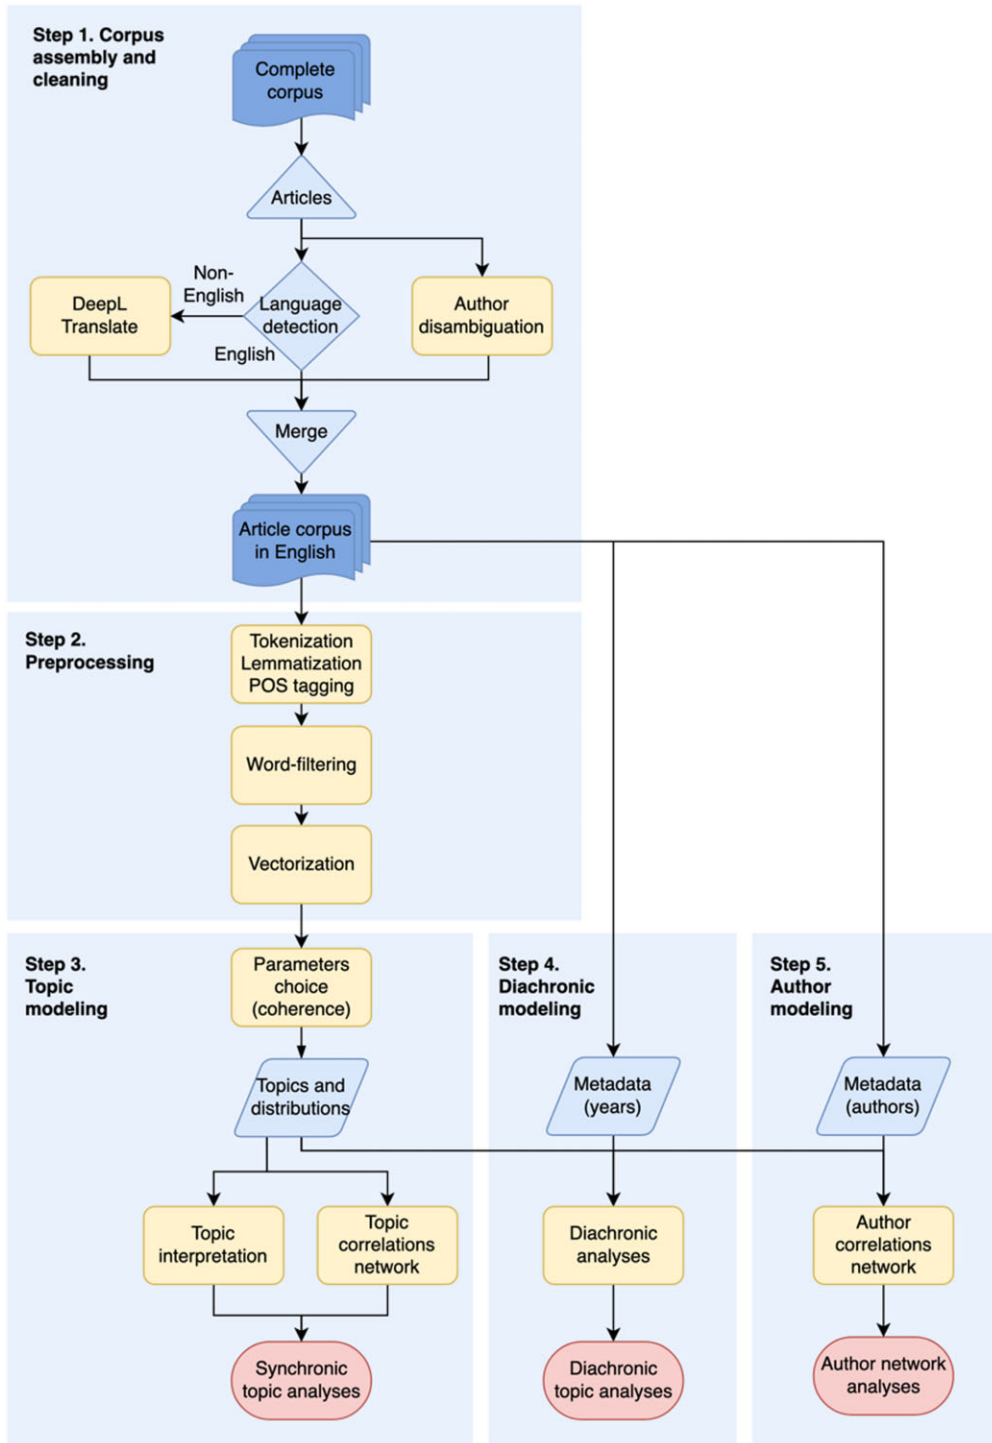 Step 1. Corpus
assembly and
cleaning
Complete
corpus
Articles
Non-
English
DeepL
Translate
Language
detection
Author
disambiguation
English
Merge
Article corpus
in English
Step 2.
Preprocessing
Tokenization
Lemmatization
POS tagging
Word-filtering
Vectorization
Step 3.
Topic
modeling
Parameters
choice
(coherence)
Step 4.
Diachronic
modeling
Step 5.
Author
modeling
Topics and
distributions
Metadata
(years)
Metadata
(authors)
Topic
interpretation
Topic
correlations
network
Diachronic
analyses
Author
correlations
network
Synchronic
topic analyses
Diachronic
topic analyses
Author network
analyses